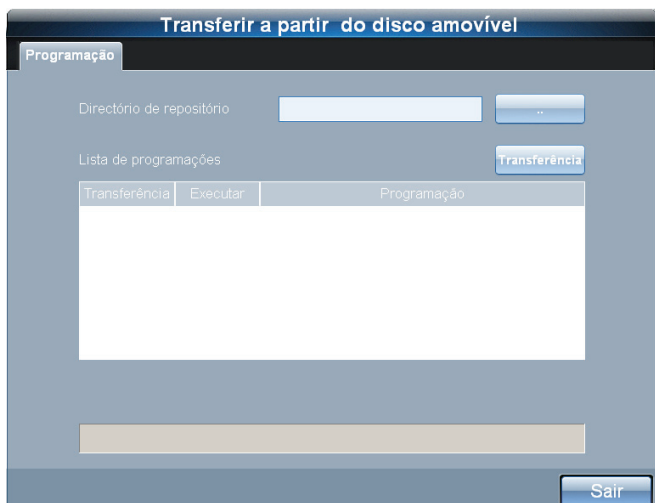 Transferir a partir do disco amovível
Programação
Directório de repositório
..
Lista de programações
Transferência
Transferência Executar Programação
Sair